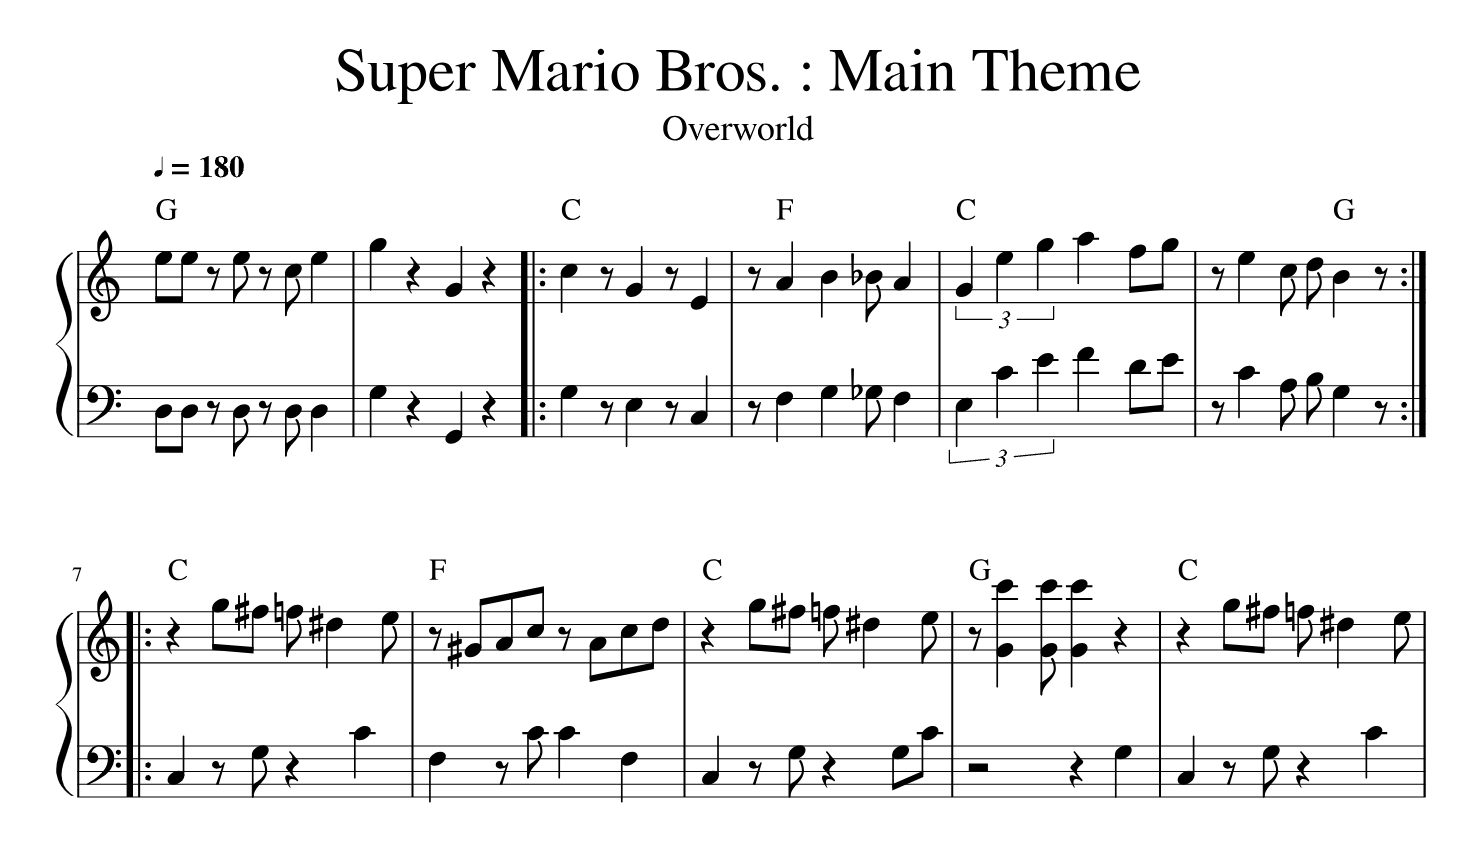 Super Mario Bros. : Main Theme
Overworld
♩ = 180
G C F C G
3
3
7 C F C G C